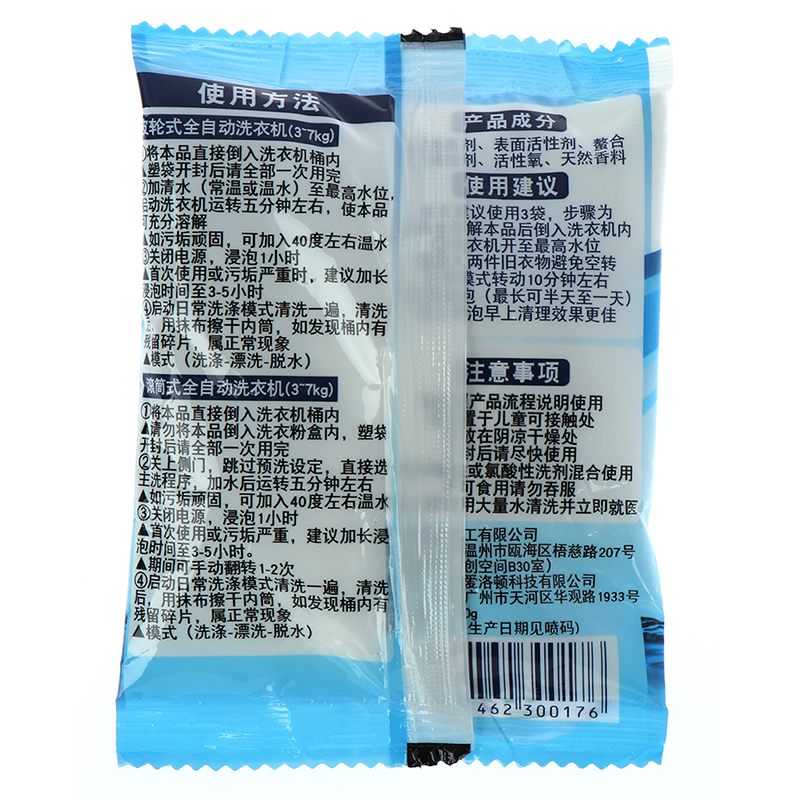 使用方法
波轮式全自动洗衣机(3~7kg)
①将本品直接倒入洗衣机桶内
▲塑袋开封后请全部一次用完
②加清水（常温或温水）至最高水位，
启动洗衣机运转五分钟左右，使本品
可充分溶解
▲如污垢顽固，可加入40度左右温水
③关闭电源，浸泡1小时
▲首次使用或污垢严重时，建议加长
浸泡时间至3-5小时
④启动日常洗涤模式清洗一遍，清洗
后，用抹布擦干内筒，如发现桶内有
残留碎片，属正常现象
▲模式（洗涤-漂洗-脱水）
滚筒式全自动洗衣机(3~7kg)
①将本品直接倒入洗衣机桶内
▲请勿将本品倒入洗衣粉盒内，塑袋
开封后请全部一次用完
②关上侧门，跳过预洗设定，直接选
主洗程序，加水后运转五分钟左右
▲如污垢顽固，可加入40度左右温水
③关闭电源，浸泡1小时
▲首次使用或污垢严重，建议加长浸
泡时间至3-5小时。
▲期间可手动翻转1-2次
④启动日常洗涤模式清洗一遍，清洗
后，用抹布擦干内筒，如发现桶内有
残留碎片，属正常现象
▲模式（洗涤-漂洗-脱水）
产品成分
剂、表面活性剂、螯合
剂、活性氧、天然香料
使用建议
建议使用3袋，步骤为
解本品后倒入洗衣机内
衣机开至最高水位
两件旧衣物避免空转
模式转动10分钟左右
泡（最长可半天至一天）
泡早上清理效果更佳
注意事项
产品流程说明使用
置于儿童可接触处
放在阴凉干燥处
封后请尽快使用
或氯酸性洗剂混合使用
可食用请勿吞服
用大量水清洗并立即就医
工有限公司
温州市瓯海区梧慈路207号
创空间B30室）
爱洛顿科技有限公司
广州市天河区华观路1933号
0g
生产日期见喷码)
462 300176